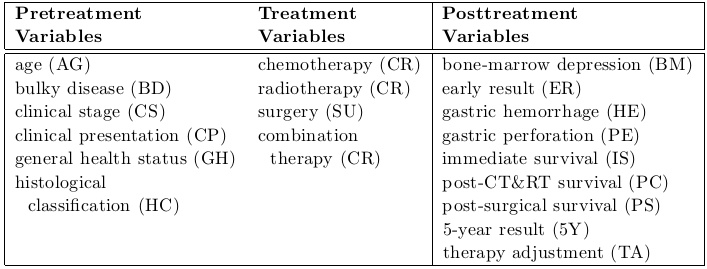 Pretreatment Variables
age (AG)
bulky disease (BD)
clinical stage (CS)
clinical presentation (CP)
general health status (GH)
histological
classification (HC)
Treatment Variables
chemotherapy (CR)
radiotherapy (CR)
surgery (SU)
combination
therapy (CR)
Posttreatment Variables
bone-marrow depression (BM)
early result (ER)
gastric hemorrhage (HE)
gastric perforation (PE)
immediate survival (IS)
post-CT&RT survival (PC)
post-surgical survival (PS)
5-year result (5Y)
therapy adjustment (TA)